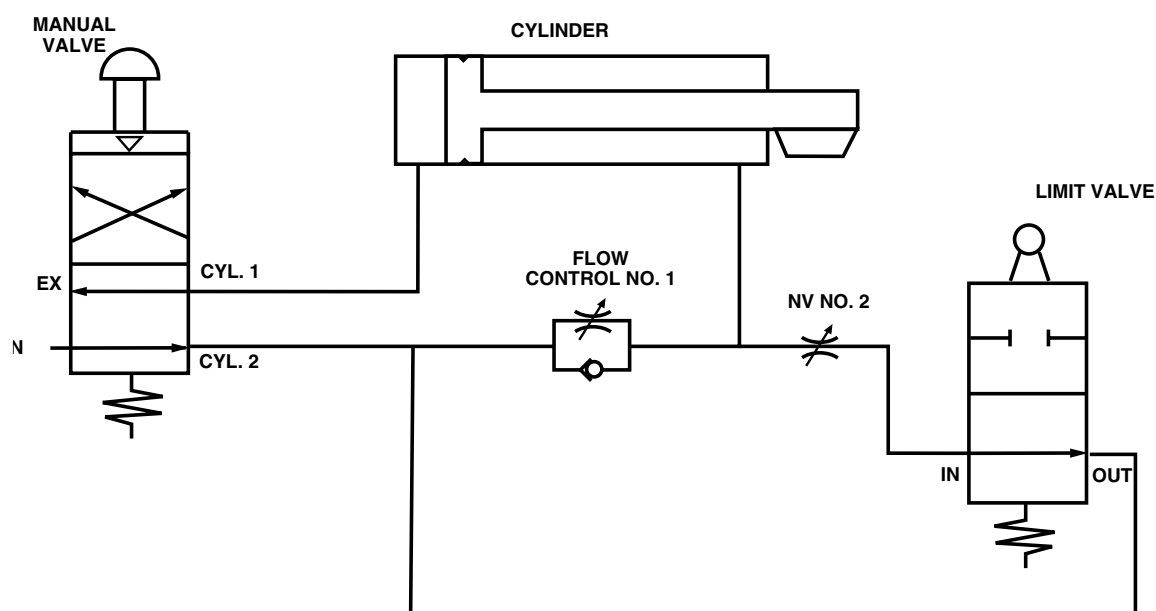 MANUAL
VALVE
CYLINDER
LIMIT VALVE
FLOW
CONTROL NO. 1
CYL. 1
EX
NV NO. 2
N
CYL. 2
IN
OUT